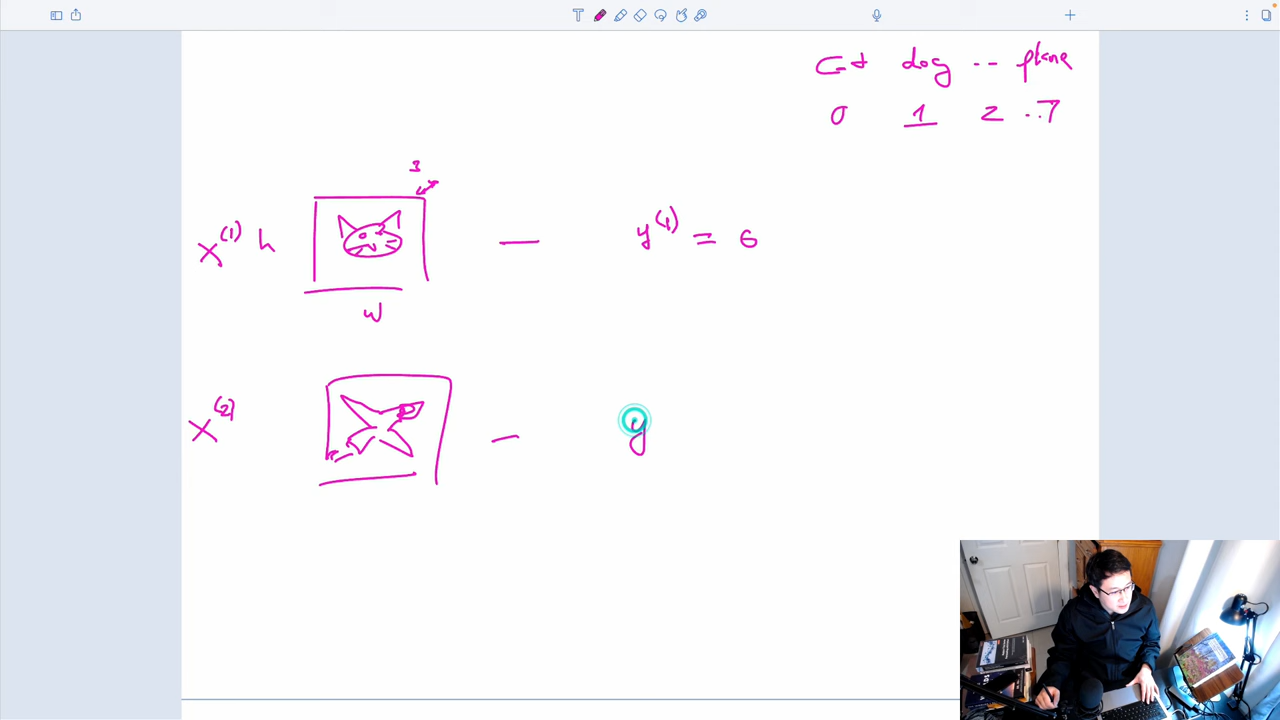 cat dog -- plane
0 1 2 ..7
3
x^(1) h — y^(1) = 6
w
x^(2) — y